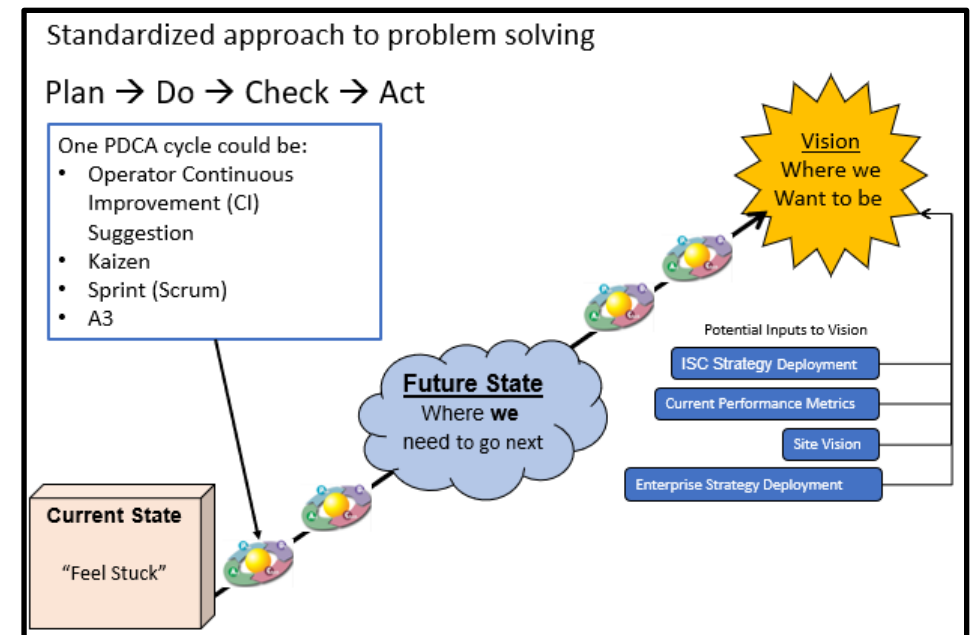 Standardized approach to problem solving
Plan → Do → Check → Act
One PDCA cycle could be:
• Operator Continuous
Improvement (CI)
Suggestion
• Kaizen
• Sprint (Scrum)
• A3
Vision
Where we
Want to be
Potential Inputs to Vision
ISC Strategy Deployment
Current Performance Metrics
Site Vision
Enterprise Strategy Deployment
Future State
Where we
need to go next
Current State
“Feel Stuck”